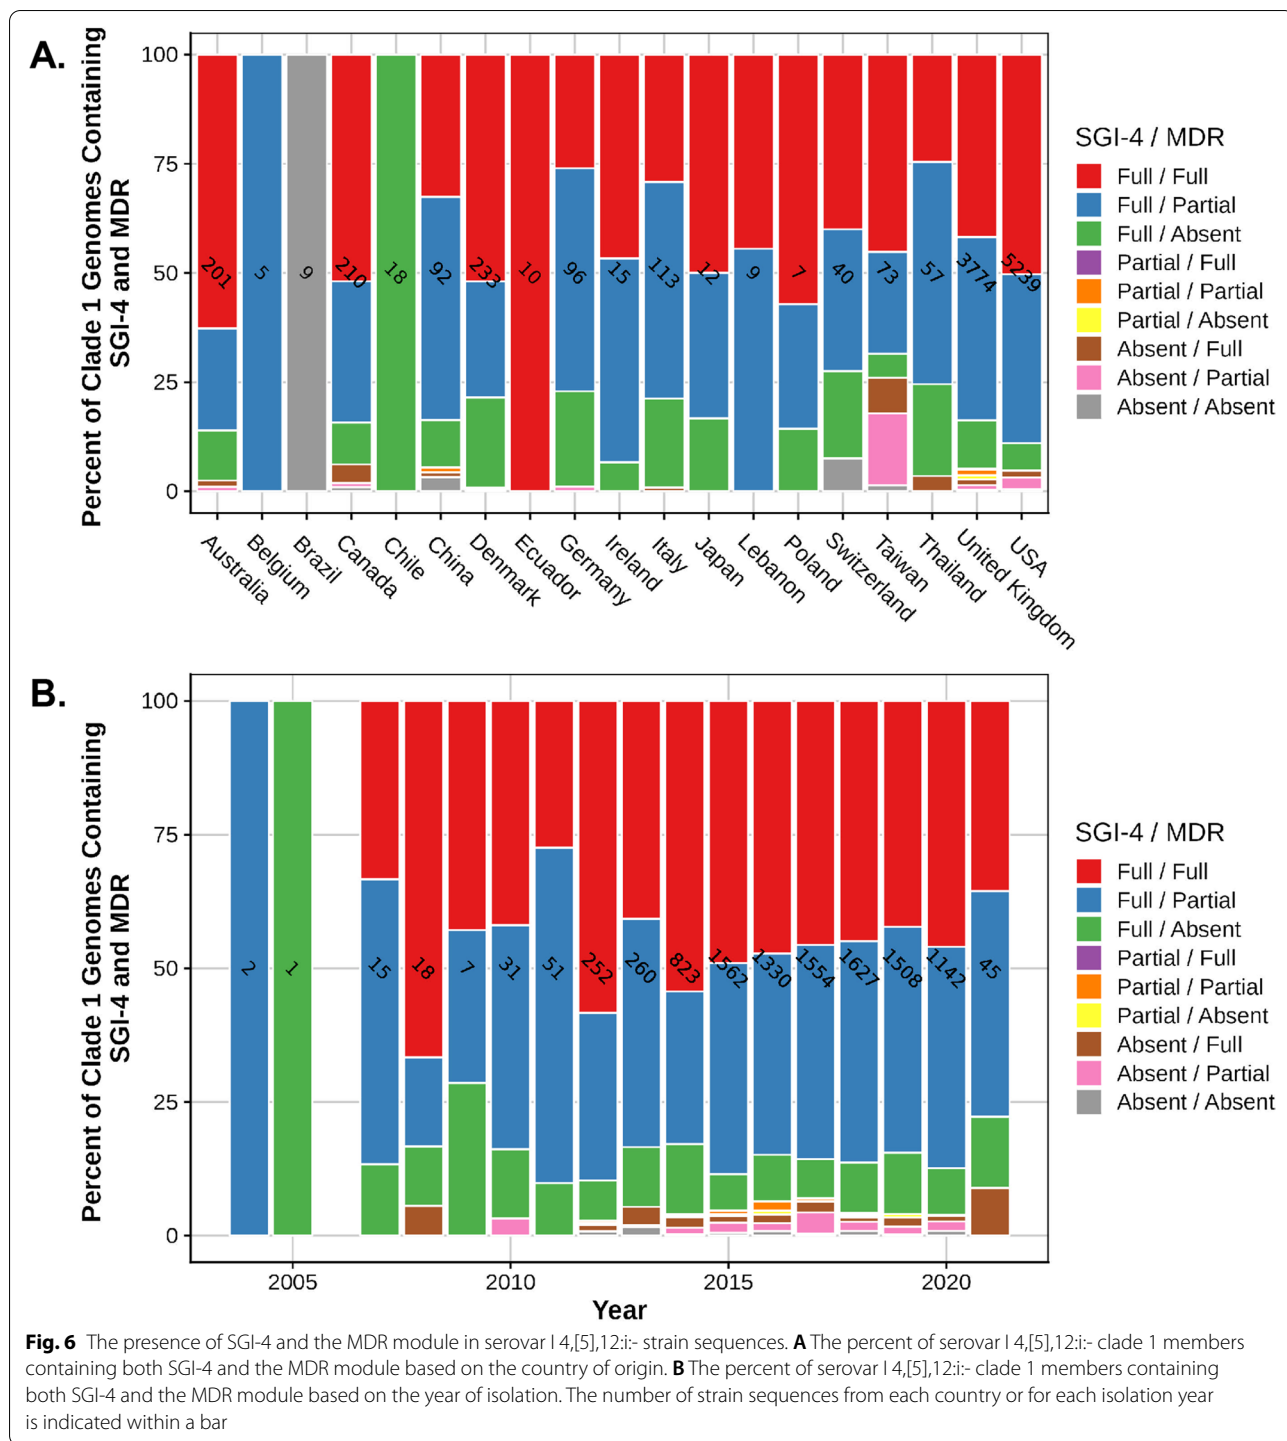 A.
Percent of Clade 1 Genomes Containing
SGI-4 and MDR
100
75
50
25
0
201
5
9
210
18
92
233
10
96
15
113
12
9
7
40
73
57
3774
5239
Australia
Belgium
Brazil
Canada
Chile
China
Denmark
Ecuador
Germany
Ireland
Italy
Japan
Lebanon
Poland
Switzerland
Taiwan
Thailand
United Kingdom
USA
SGI-4 / MDR
Full / Full
Full / Partial
Full / Absent
Partial / Full
Partial / Partial
Partial / Absent
Absent / Full
Absent / Partial
Absent / Absent
B.
Percent of Clade 1 Genomes Containing
SGI-4 and MDR
100
75
50
25
0
2
1
15
18
7
31
51
252
260
823
1562
1330
1554
1627
1508
1142
45
2005
2010
2015
2020
Year
SGI-4 / MDR
Full / Full
Full / Partial
Full / Absent
Partial / Full
Partial / Partial
Partial / Absent
Absent / Full
Absent / Partial
Absent / Absent
Fig. 6 The presence of SGI-4 and the MDR module in serovar I 4,[5],12:i:- strain sequences. A The percent of serovar I 4,[5],12:i:- clade 1 members
containing both SGI-4 and the MDR module based on the country of origin. B The percent of serovar I 4,[5],12:i:- clade 1 members containing
both SGI-4 and the MDR module based on the year of isolation. The number of strain sequences from each country or for each isolation year
is indicated within a bar